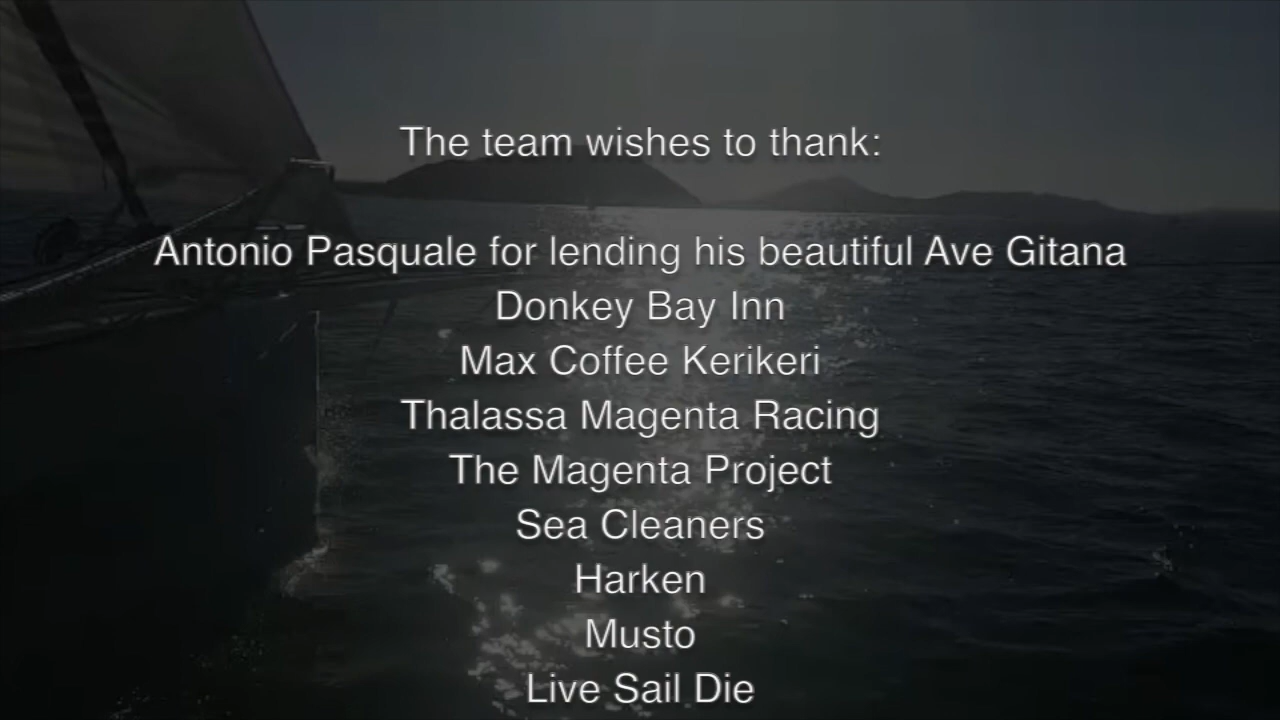 The team wishes to thank:
Antonio Pasquale for lending his beautiful Ave Gitana
Donkey Bay Inn
Max Coffee Kerikeri
Thalassa Magenta Racing
The Magenta Project
Sea Cleaners
Harken
Musto
Live Sail Die